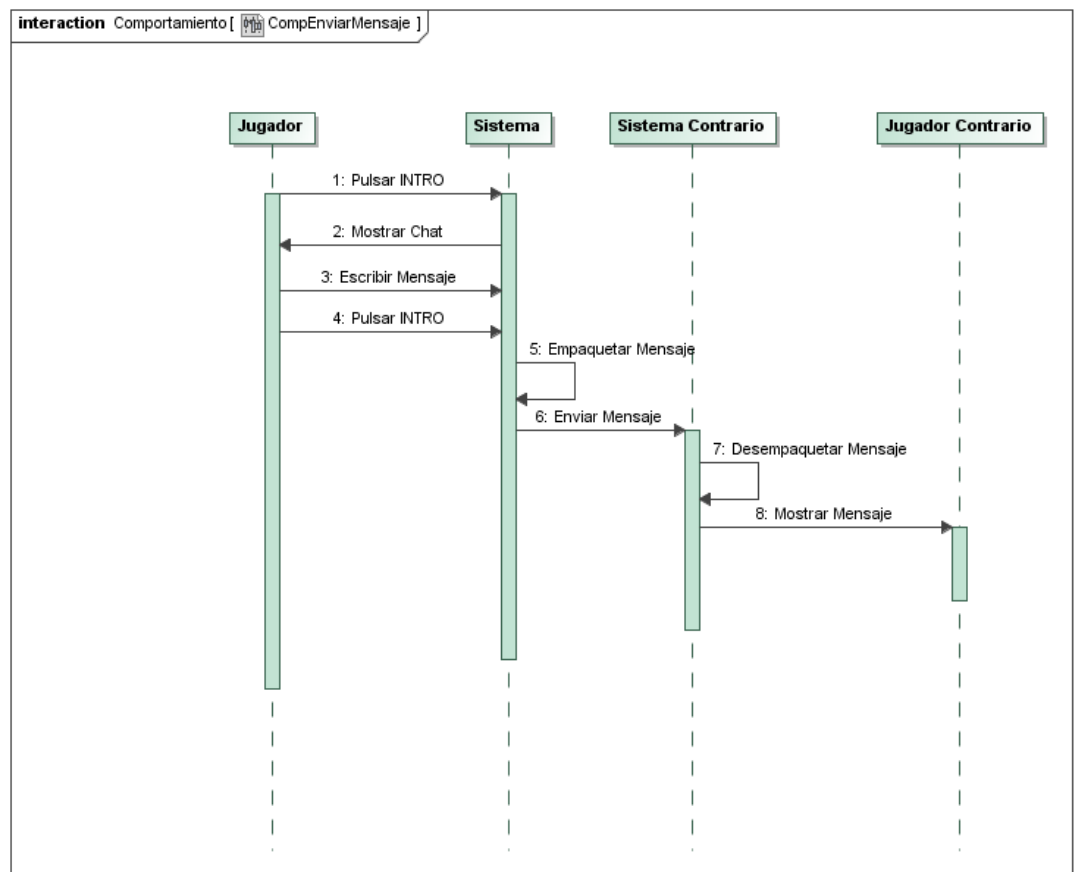 interaction Comportamiento [ CompEnviarMensaje ]
Jugador
Sistema
Sistema Contrario
Jugador Contrario
1: Pulsar INTRO
2: Mostrar Chat
3: Escribir Mensaje
4: Pulsar INTRO
5: Empaquetar Mensaje
6: Enviar Mensaje
7: Desempaquetar Mensaje
8: Mostrar Mensaje